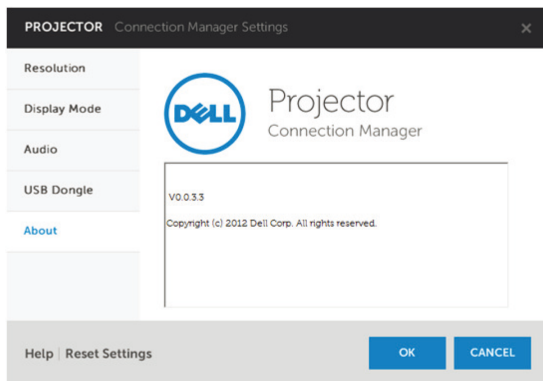 PROJECTOR Connection Manager Settings ×
Resolution
Display Mode
Audio
USB Dongle
About
DELL
Projector
Connection Manager
V0.0.3.3
Copyright (c) 2012 Dell Corp. All rights reserved.
Help | Reset Settings
OK
CANCEL